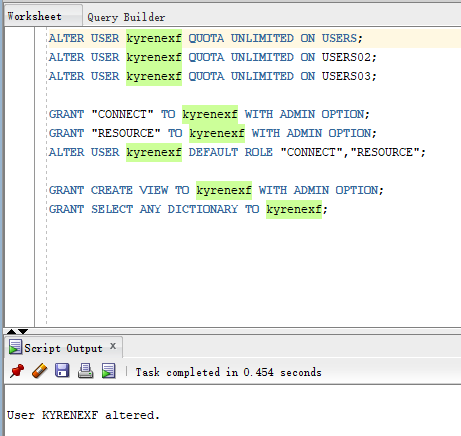 Worksheet Query Builder
ALTER USER kyrenexf QUOTA UNLIMITED ON USERS;
ALTER USER kyrenexf QUOTA UNLIMITED ON USERS02;
ALTER USER kyrenexf QUOTA UNLIMITED ON USERS03;
GRANT "CONNECT" TO kyrenexf WITH ADMIN OPTION;
GRANT "RESOURCE" TO kyrenexf WITH ADMIN OPTION;
ALTER USER kyrenexf DEFAULT ROLE "CONNECT","RESOURCE";
GRANT CREATE VIEW TO kyrenexf WITH ADMIN OPTION;
GRANT SELECT ANY DICTIONARY TO kyrenexf;
Script Output x
Task completed in 0.454 seconds
User KYRENEXF altered.